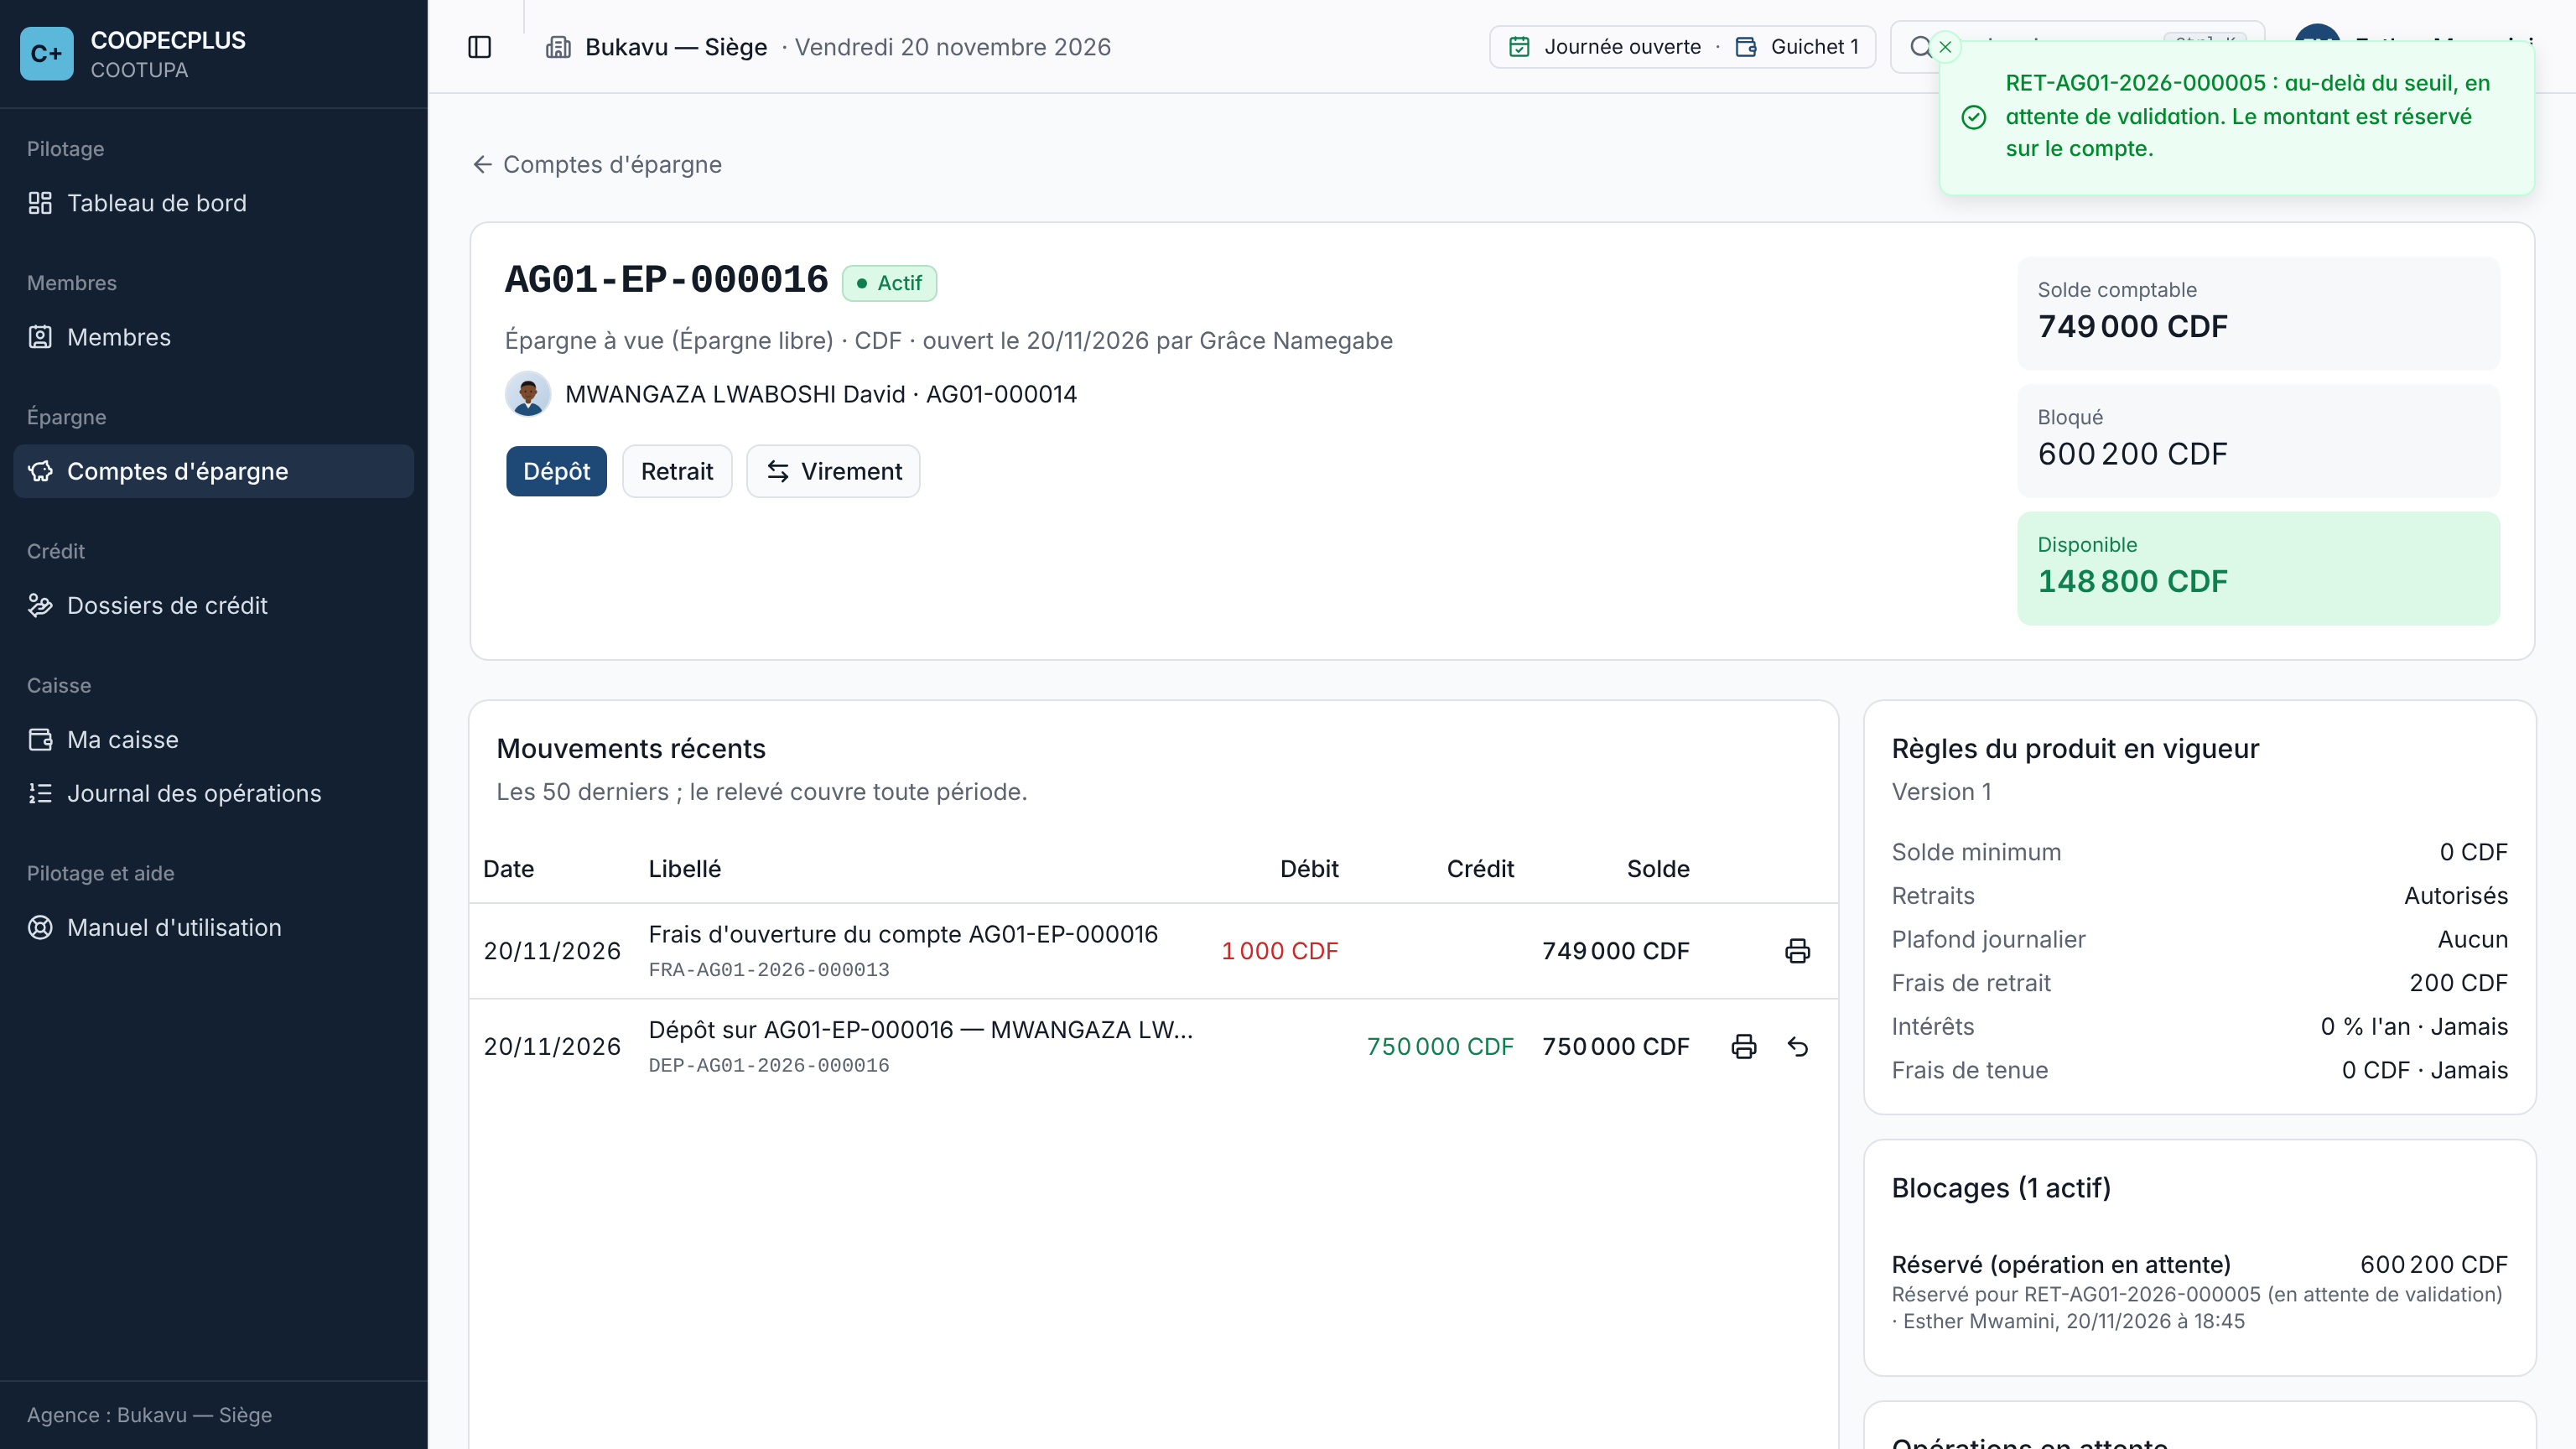 C+
COOPECPLUS
COOTUPA
Pilotage
Tableau de bord
Membres
Membres
Épargne
Comptes d'épargne
Crédit
Dossiers de crédit
Caisse
Ma caisse
Journal des opérations
Pilotage et aide
Manuel d'utilisation
Agence : Bukavu — Siège
Bukavu — Siège · Vendredi 20 novembre 2026
Journée ouverte · Guichet 1
RET-AG01-2026-000005 : au-delà du seuil, en
attente de validation. Le montant est réservé
sur le compte.
Comptes d'épargne
AG01-EP-000016 Actif
Épargne à vue (Épargne libre) · CDF · ouvert le 20/11/2026 par Grâce Namegabe
MWANGAZA LWABOSHI David · AG01-000014
Dépôt Retrait Virement
Solde comptable
749 000 CDF
Bloqué
600 200 CDF
Disponible
148 800 CDF
Mouvements récents
Les 50 derniers ; le relevé couvre toute période.
Date Libellé Débit Crédit Solde
20/11/2026 Frais d'ouverture du compte AG01-EP-000016 1 000 CDF 749 000 CDF
FRA-AG01-2026-000013
20/11/2026 Dépôt sur AG01-EP-000016 — MWANGAZA LW... 750 000 CDF 750 000 CDF
DEP-AG01-2026-000016
Règles du produit en vigueur
Version 1
Solde minimum 0 CDF
Retraits Autorisés
Plafond journalier Aucun
Frais de retrait 200 CDF
Intérêts 0 % l'an · Jamais
Frais de tenue 0 CDF · Jamais
Blocages (1 actif)
Réservé (opération en attente) 600 200 CDF
Réservé pour RET-AG01-2026-000005 (en attente de validation)
· Esther Mwamini, 20/11/2026 à 18:45
Opérations en attente